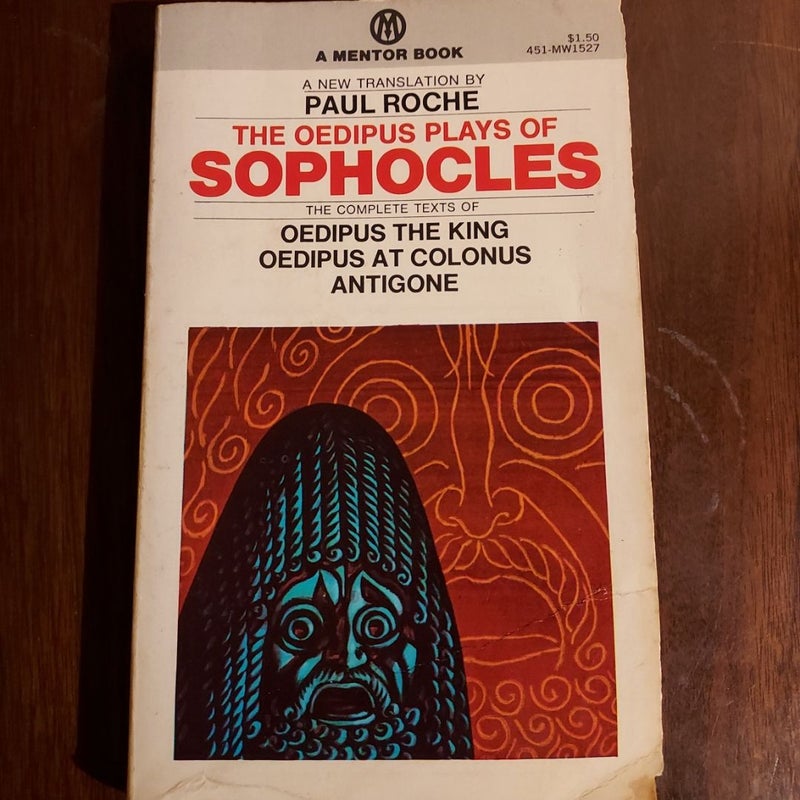 M
A MENTOR BOOK
$1.50
451-MW1527
A NEW TRANSLATION BY
PAUL ROCHE
THE OEDIPUS PLAYS OF
SOPHOCLES
THE COMPLETE TEXTS OF
OEDIPUS THE KING
OEDIPUS AT COLONUS
ANTIGONE